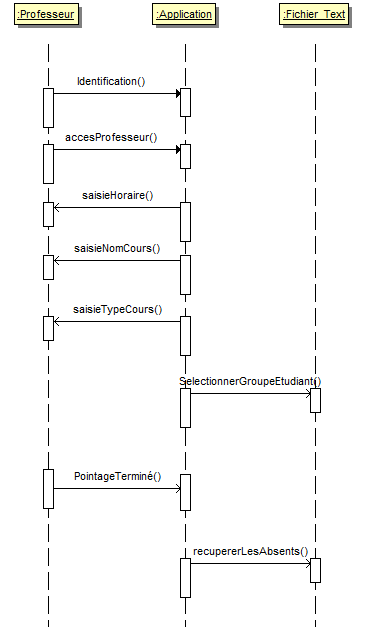 :Professeur
:Application
:Fichier_Text
Identification()
accesProfesseur()
saisieHoraire()
saisieNomCours()
saisieTypeCours()
SelectionnerGroupeEtudiant()
PointageTerminé()
recupererLesAbsents()